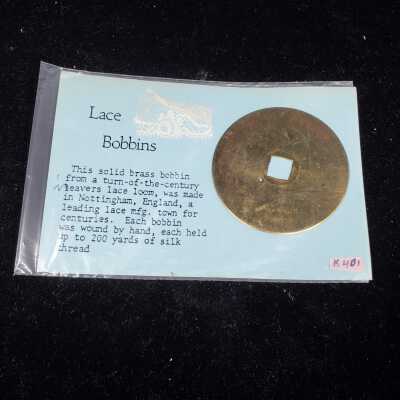 Lace
Bobbins
This solid brass bobbin
from a turn-of-the-century
leavers lace loom, was made
in Nottingham, England, a
leading lace mfg. town for
centuries. Each bobbin
was wound by hand, each held
up to 200 yards of silk
thread